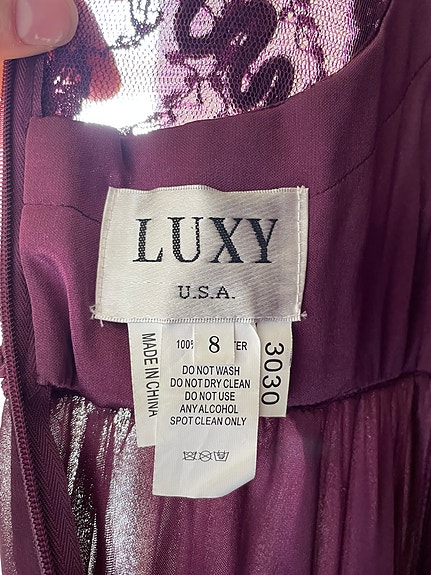 LUXY
U.S.A.
MADE IN CHINA
100%
8
3030
DO NOT WASH
DO NOT DRY CLEAN
DO NOT USE
ANY ALCOHOL
SPOT CLEAN ONLY